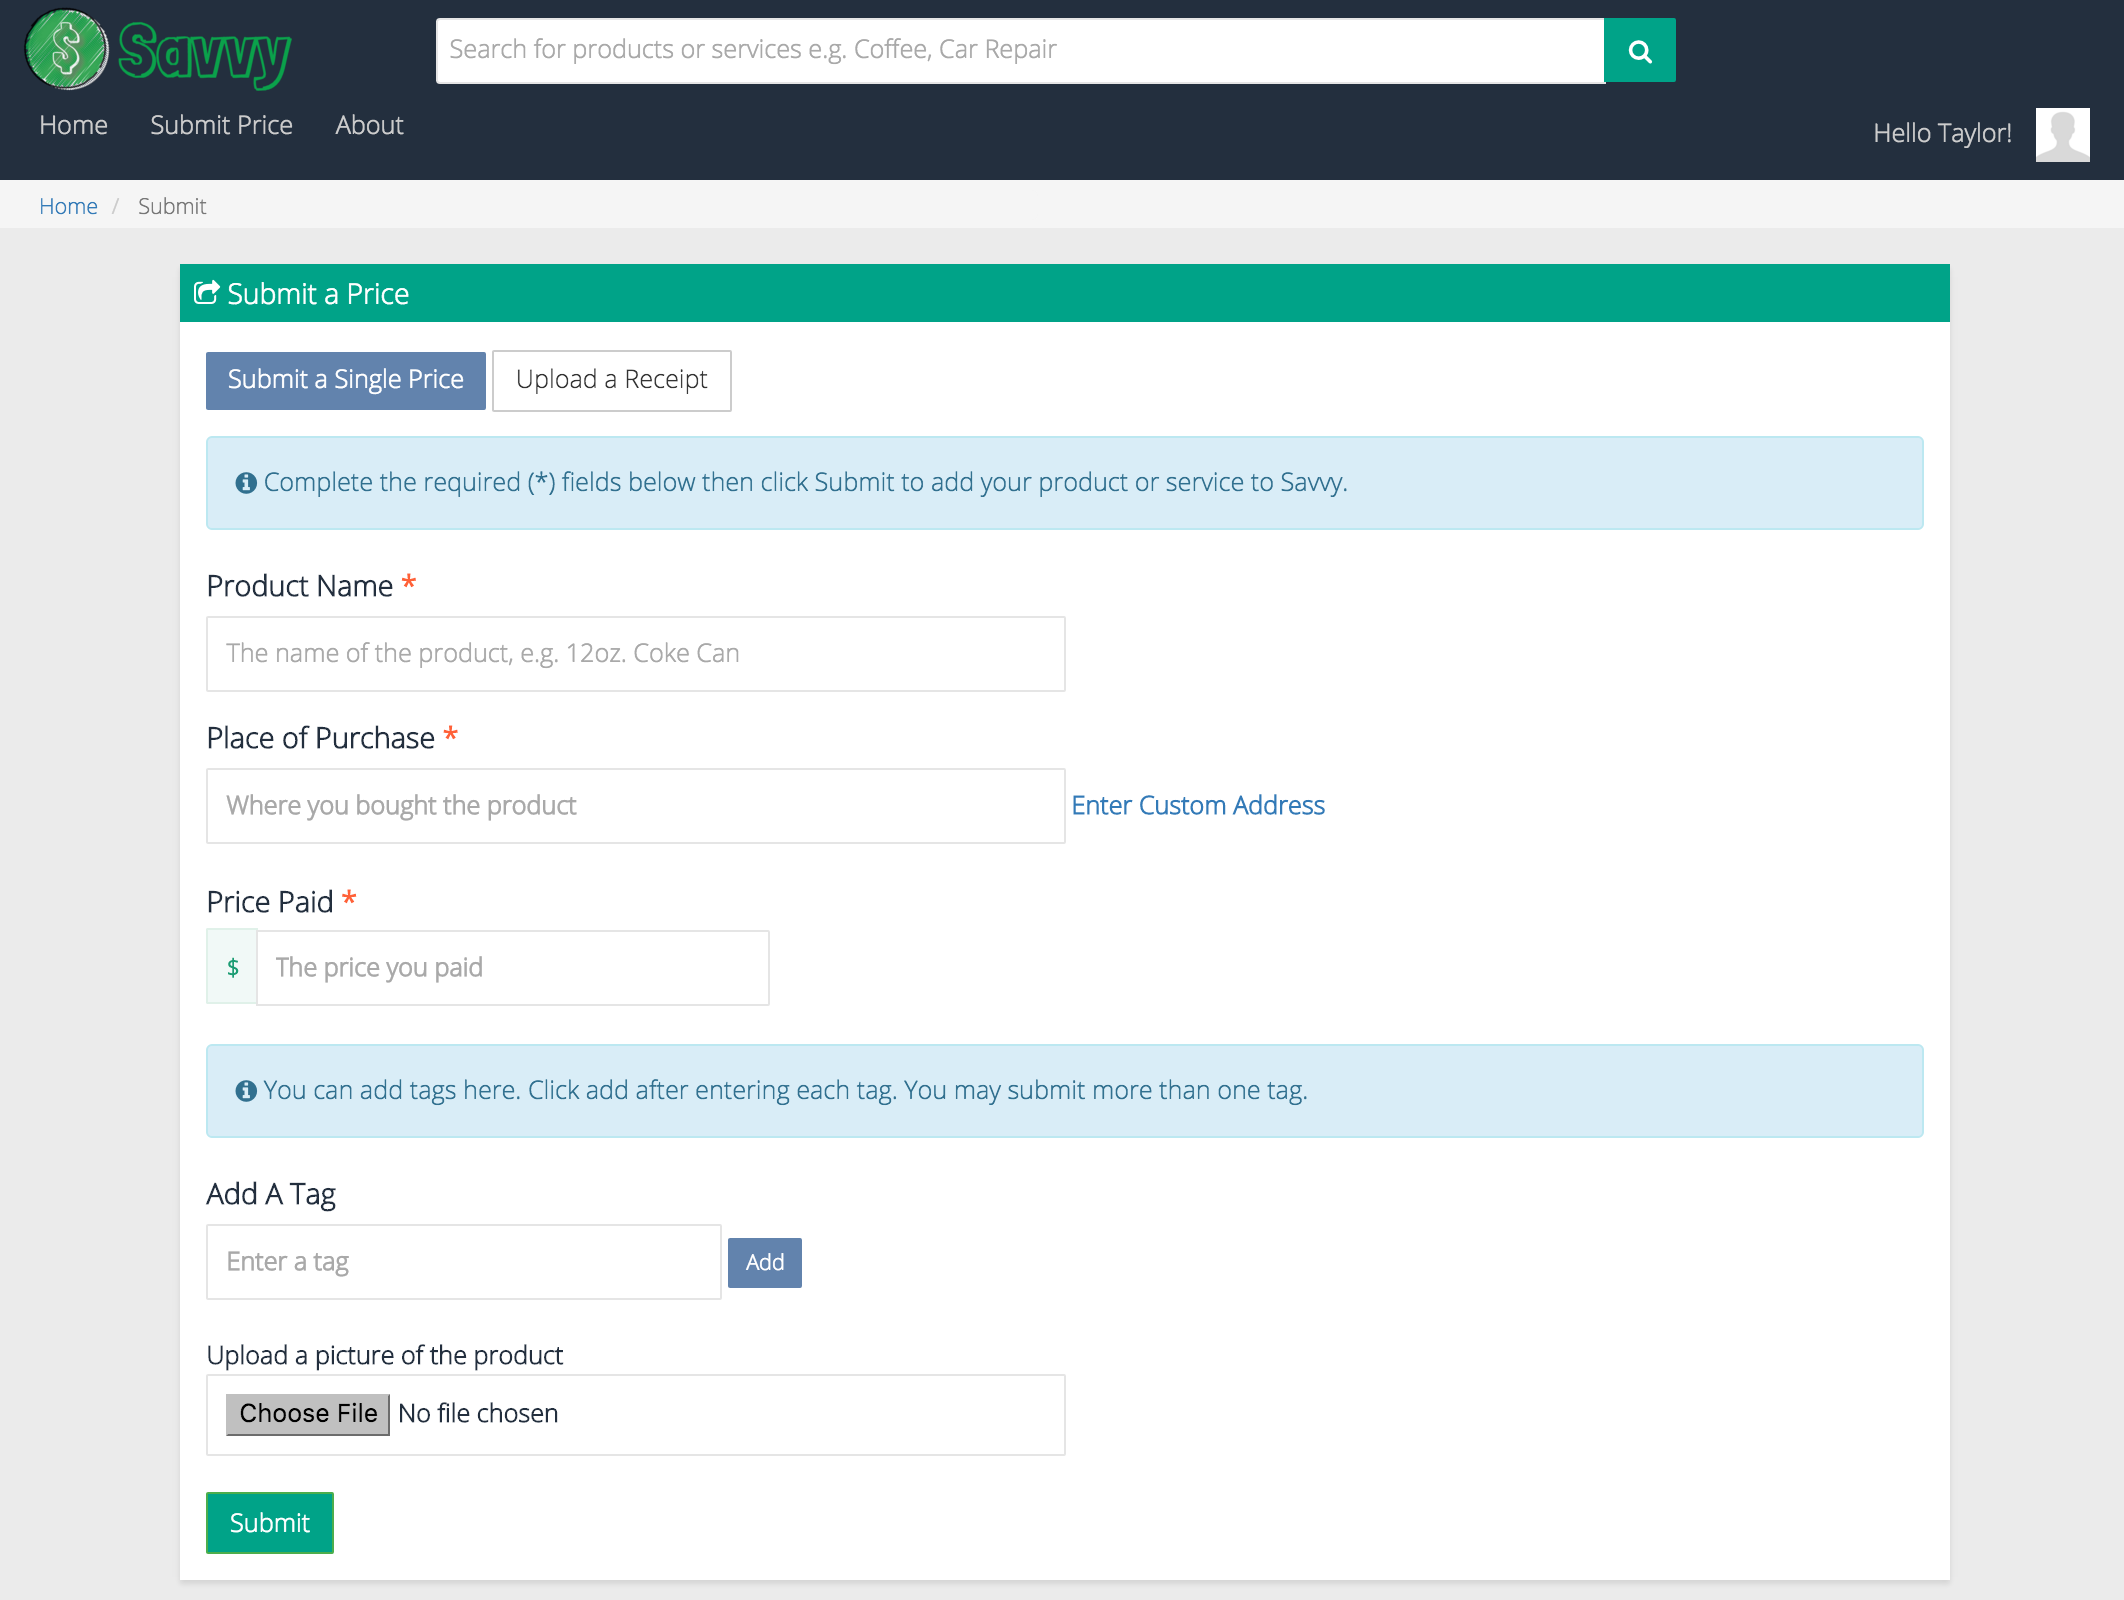 $ Savvy
Search for products or services e.g. Coffee, Car Repair
Home Submit Price About
Hello Taylor!
Home / Submit
Submit a Price
Submit a Single Price Upload a Receipt
Complete the required (*) fields below then click Submit to add your product or service to Savvy.
Product Name *
The name of the product, e.g. 12oz. Coke Can
Place of Purchase *
Where you bought the product Enter Custom Address
Price Paid *
$ The price you paid
You can add tags here. Click add after entering each tag. You may submit more than one tag.
Add A Tag
Enter a tag Add
Upload a picture of the product
Choose File No file chosen
Submit